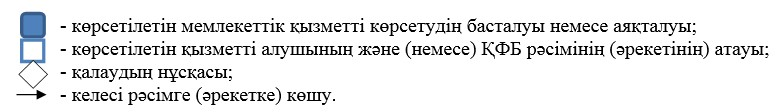 - көрсетілетін мемлекеттік қызметті көрсетудің басталуы немесе аяқталуы;
- көрсетілетін қызметті алушының және (немесе) ҚФБ рәсімінің (әрекетінің) атауы;
- қалаудың нұсқасы;
- келесі рәсімге (әрекетке) көшу.